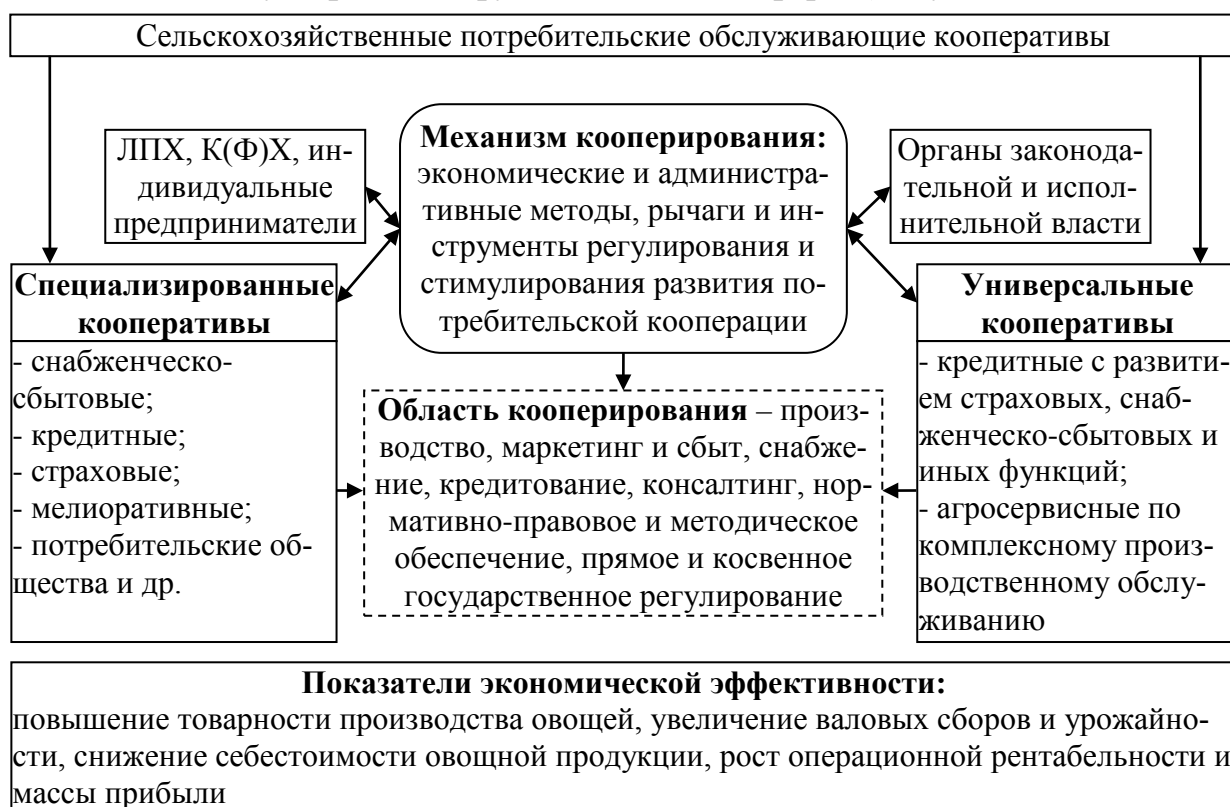 Сельскохозяйственные потребительские обслуживающие кооперативы
ЛПХ, К(Ф)Х, ин-
дивидуальные
предприниматели
Механизм кооперирования:
экономические и администра-
тивные методы, рычаги и ин-
струменты регулирования и
стимулирования развития по-
требительской кооперации
Органы законода-
тельной и испол-
нительной власти
Специализированные
кооперативы
- снабженческо-
сбытовые;
- кредитные;
- страховые;
- мелиоративные;
- потребительские об-
щества и др.
Область кооперирования – произ-
водство, маркетинг и сбыт, снабже-
ние, кредитование, консалтинг, нор-
мативно-правовое и методическое
обеспечение, прямое и косвенное
государственное регулирование
Универсальные
кооперативы
- кредитные с развити-
ем страховых, снаб-
женческо-сбытовых и
иных функций;
- агросервисные по
комплексному произ-
водственному обслу-
живанию
Показатели экономической эффективности:
повышение товарности производства овощей, увеличение валовых сборов и урожайно-
сти, снижение себестоимости овощной продукции, рост операционной рентабельности и
массы прибыли